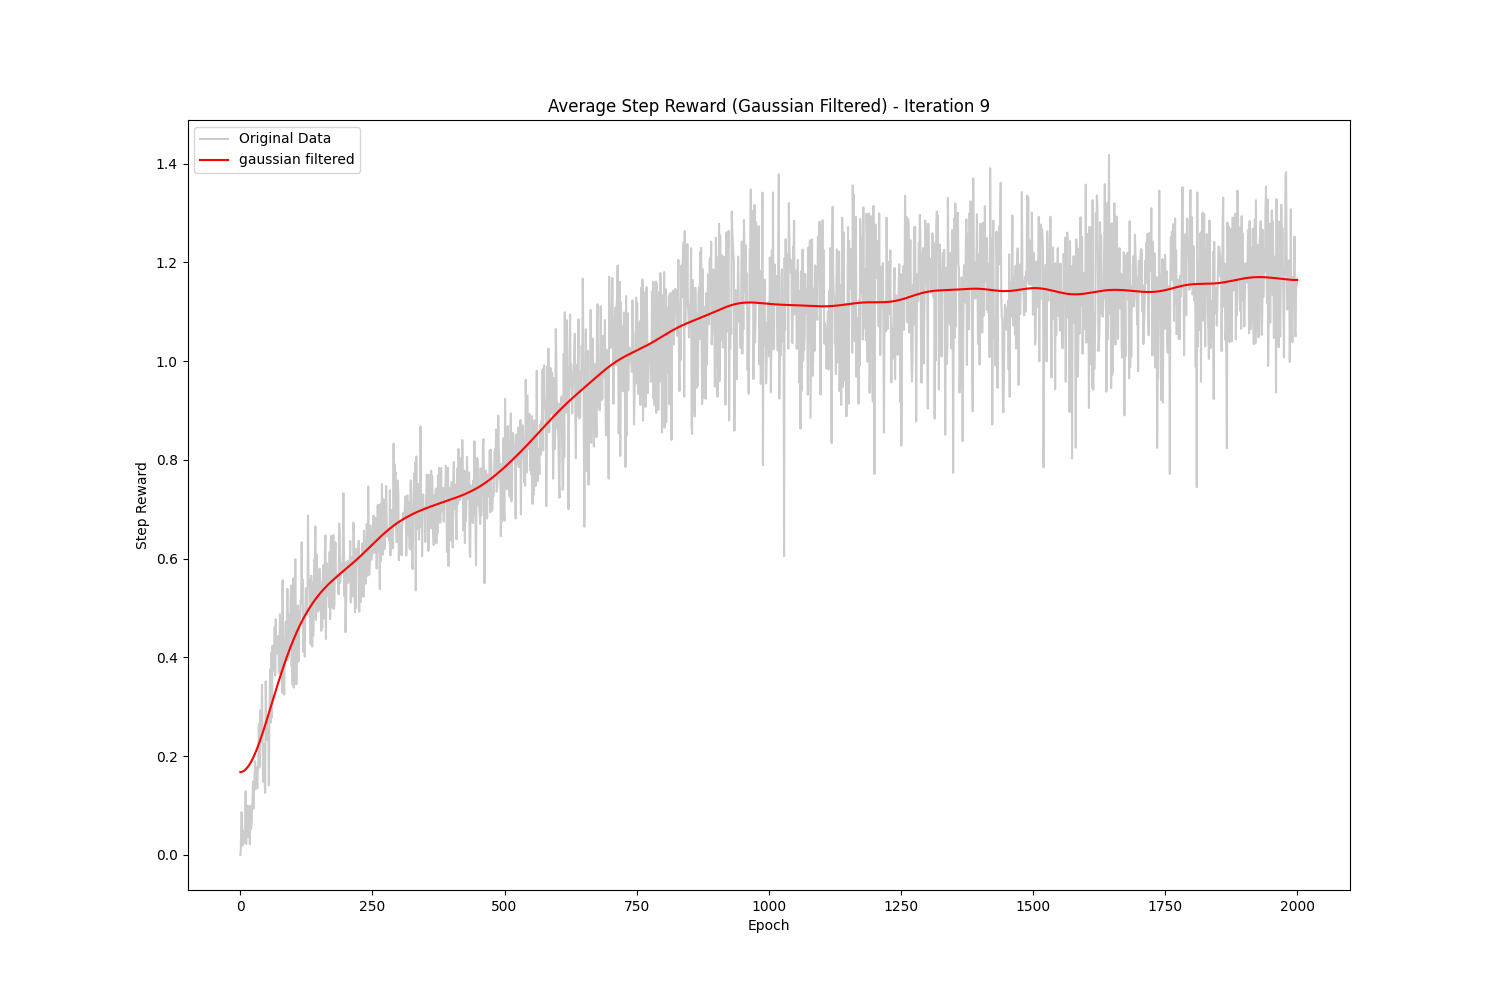 Average Step Reward (Gaussian Filtered) - Iteration 9
Original Data
gaussian filtered
Step Reward
1.4
1.2
1.0
0.8
0.6
0.4
0.2
0.0
0 250 500 750 1000 1250 1500 1750 2000
Epoch